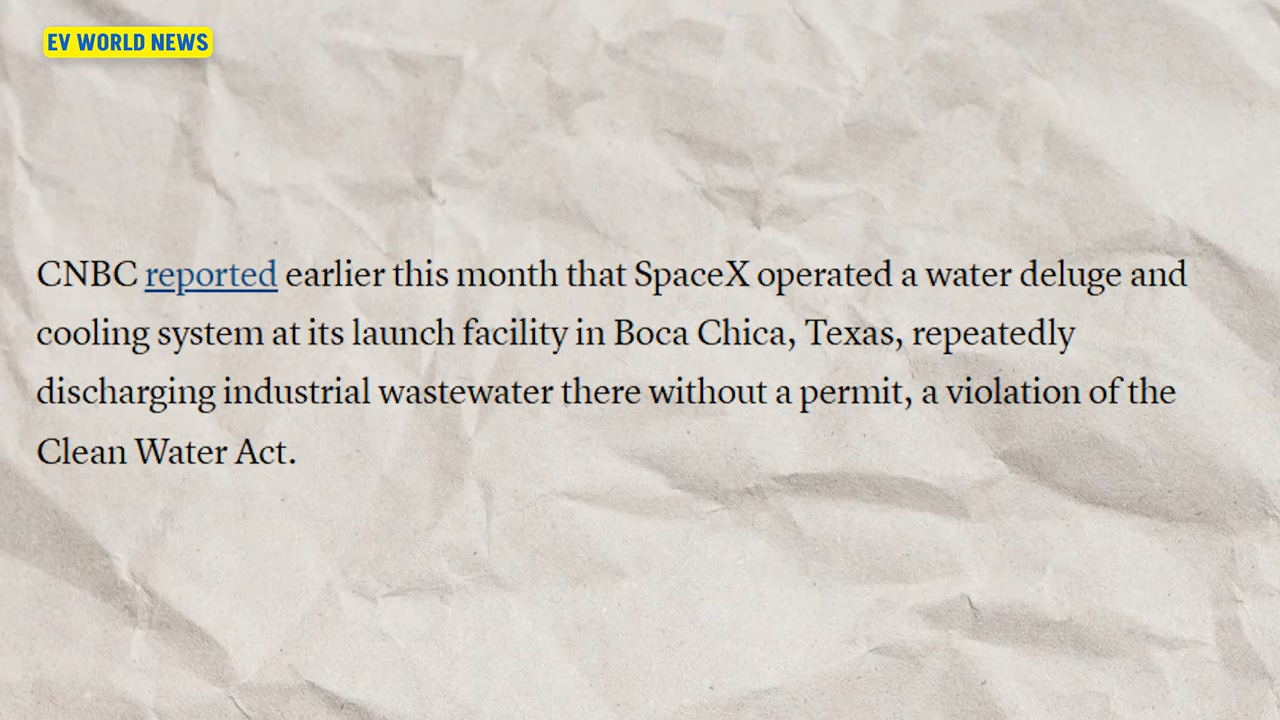 EV WORLD NEWS
CNBC reported earlier this month that SpaceX operated a water deluge and
cooling system at its launch facility in Boca Chica, Texas, repeatedly
discharging industrial wastewater there without a permit, a violation of the
Clean Water Act.